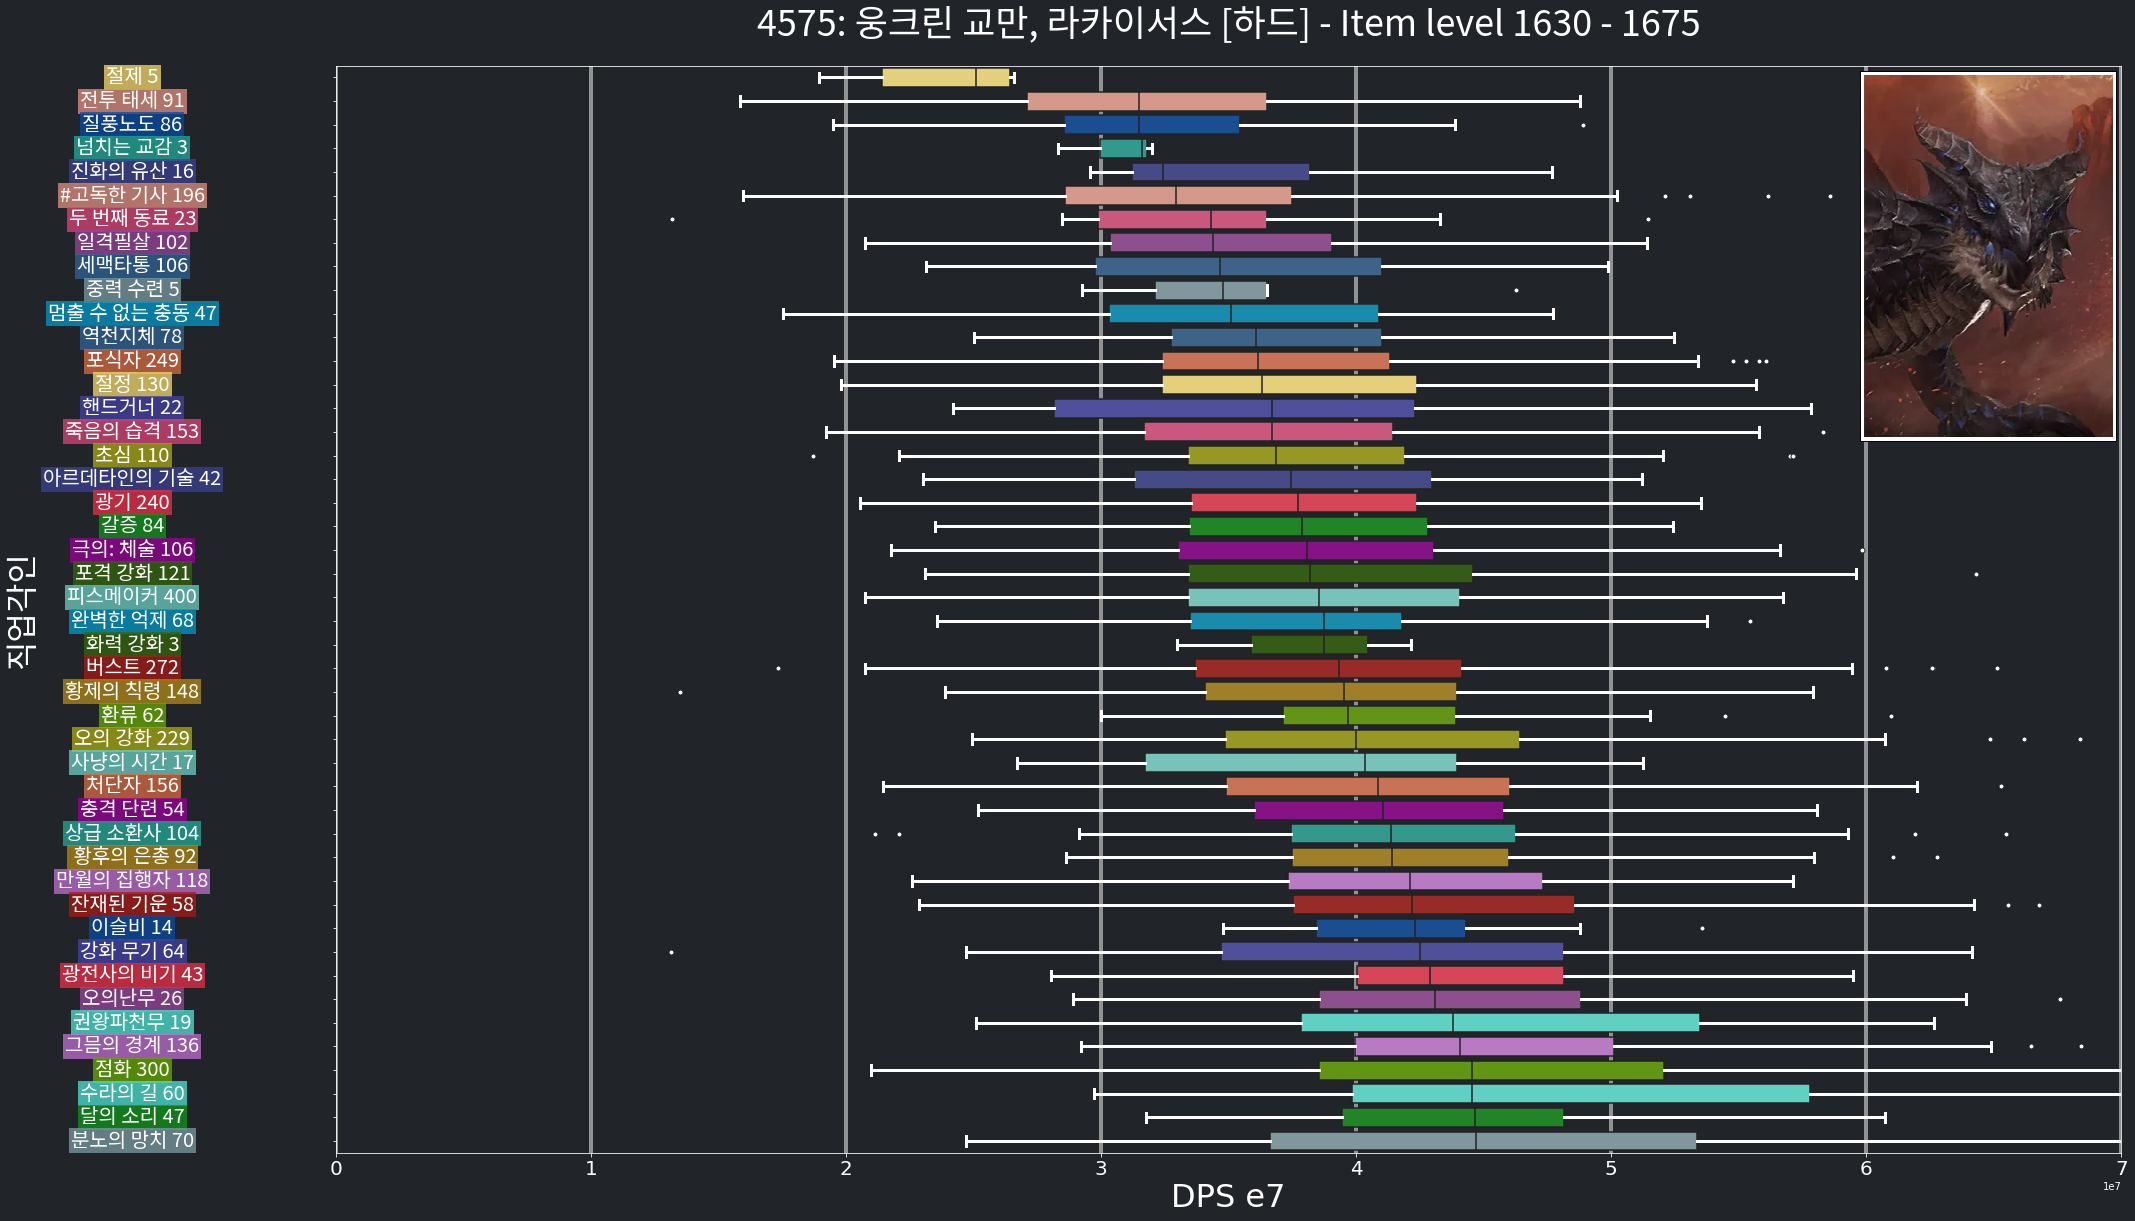 4575: 웅크린 교만, 라카이서스 [하드] - Item level 1630 - 1675
절제 5
전투 태세 91
질풍노도 86
넘치는 교감 3
진화의 유산 16
#고독한 기사 196
두 번째 동료 23
일격필살 102
세맥타통 106
중력 수련 5
멈출 수 없는 충동 47
역천지체 78
포식자 249
절정 130
핸드거너 22
죽음의 습격 153
초심 110
아르데타인의 기술 42
광기 240
갈증 84
극의: 체술 106
포격 강화 121
피스메이커 400
완벽한 억제 68
화력 강화 3
버스트 272
황제의 칙령 148
환류 62
오의 강화 229
사냥의 시간 17
처단자 156
충격 단련 54
상급 소환사 104
황후의 은총 92
만월의 집행자 118
잔재된 기운 58
이슬비 14
강화 무기 64
광전사의 비기 43
오의난무 26
권왕파천무 19
그믐의 경계 136
점화 300
수라의 길 60
달의 소리 47
분노의 망치 70
직업각인
0 1 2 3 4 5 6 7
1e7
DPS e7